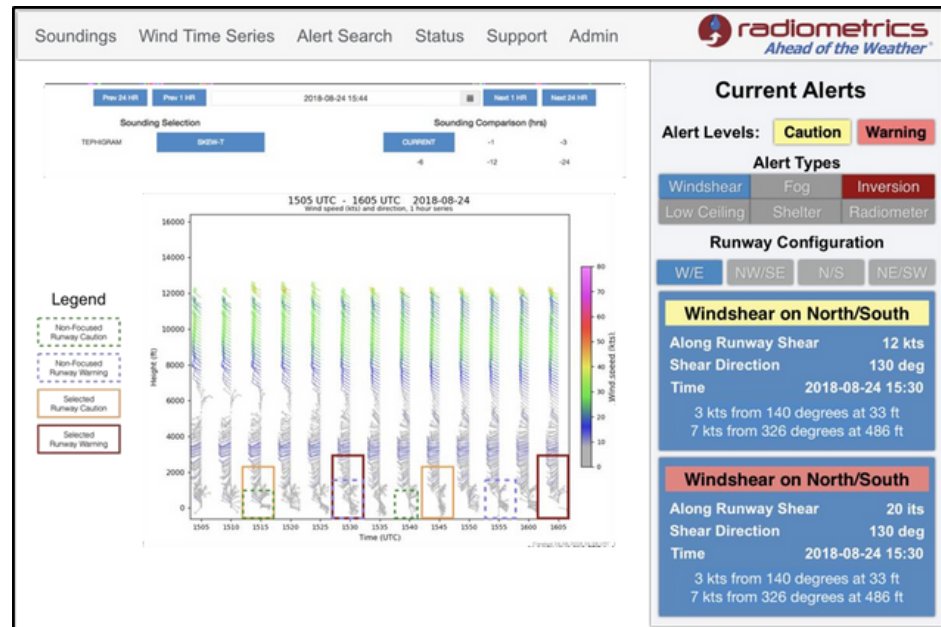 Soundings Wind Time Series Alert Search Status Support Admin
radiometrics
Ahead of the Weather
Prev 24 HR Prev 1 HR 2018-08-24 15:44 Next 1 HR Next 24 HR
Sounding Selection Sounding Comparison (hrs)
TEPHIGRAM SKEW-T CURRENT -1 -3
-6 -12 -24
1505 UTC - 1605 UTC 2018-08-24
Wind speed (kts) and direction, 1 hour series
16000
14000
12000
10000
8000
6000
4000
2000
0
Height (ft)
1505 1510 1515 1520 1525 1530 1535 1540 1545 1550 1555 1600 1605
Time (UTC)
80
70
60
50
40
30
20
10
0
Wind speed (kts)
Legend
Non-Focused
Runway Caution
Non-Focused
Runway Warning
Selected
Runway Caution
Selected
Runway Warning
Current Alerts
Alert Levels: Caution Warning
Alert Types
Windshear Fog Inversion
Low Ceiling Shelter Radiometer
Runway Configuration
W/E NW/SE N/S NE/SW
Windshear on North/South
Along Runway Shear 12 kts
Shear Direction 130 deg
Time 2018-08-24 15:30
3 kts from 140 degrees at 33 ft
7 kts from 326 degrees at 486 ft
Windshear on North/South
Along Runway Shear 20 its
Shear Direction 130 deg
Time 2018-08-24 15:30
3 kts from 140 degrees at 33 ft
7 kts from 326 degrees at 486 ft